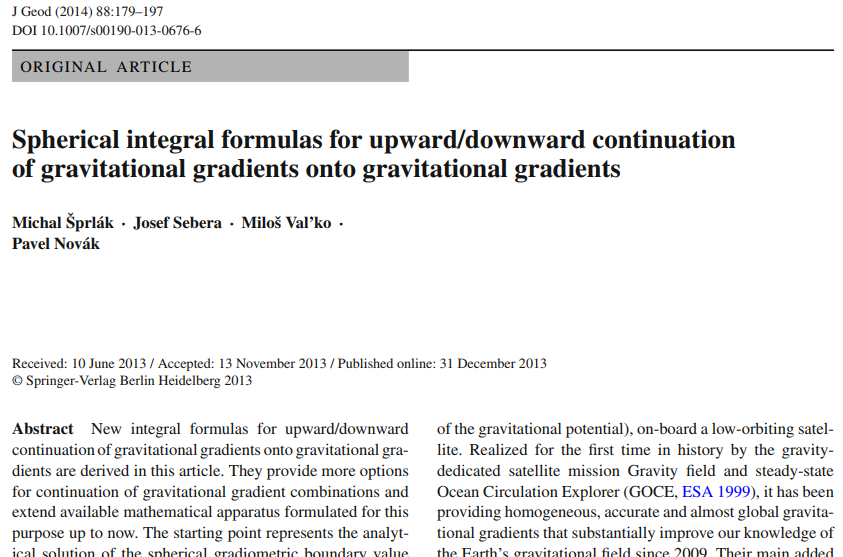 J Geod (2014) 88:179–197
DOI 10.1007/s00190-013-0676-6
ORIGINAL ARTICLE
Spherical integral formulas for upward/downward continuation
of gravitational gradients onto gravitational gradients
Michal Šprlák · Josef Sebera · Miloš Val’ko ·
Pavel Novák
Received: 10 June 2013 / Accepted: 13 November 2013 / Published online: 31 December 2013
© Springer-Verlag Berlin Heidelberg 2013
Abstract New integral formulas for upward/downward
continuation of gravitational gradients onto gravitational gra-
dients are derived in this article. They provide more options
for continuation of gravitational gradient combinations and
extend available mathematical apparatus formulated for this
purpose up to now. The starting point represents the analyt-
ical solution of the spherical gradiometric boundary value
of the gravitational potential), on-board a low-orbiting satel-
lite. Realized for the first time in history by the gravity-
dedicated satellite mission Gravity field and steady-state
Ocean Circulation Explorer (GOCE, ESA 1999), it has been
providing homogeneous, accurate and almost global gravita-
tional gradients that substantially improve our knowledge of
the Earth’s gravitational field since 2009. Their main added